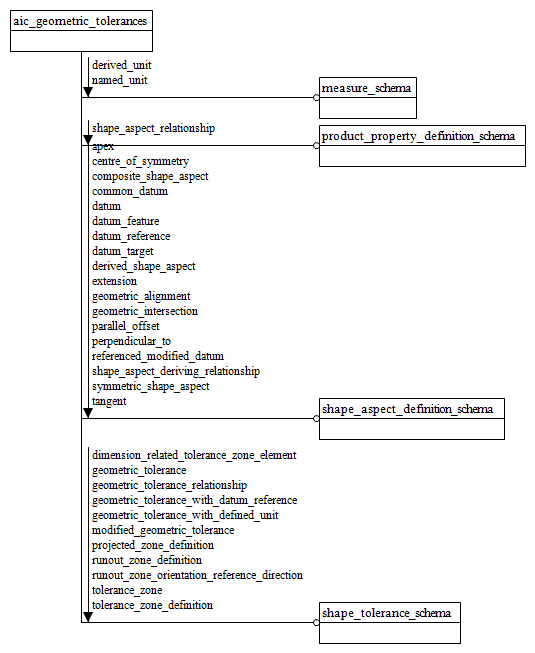 aic_geometric_tolerances
derived_unit
named_unit
measure_schema
shape_aspect_relationship
product_property_definition_schema
apex
centre_of_symmetry
composite_shape_aspect
common_datum
datum
datum_feature
datum_reference
datum_target
derived_shape_aspect
extension
geometric_alignment
geometric_intersection
parallel_offset
perpendicular_to
referenced_modified_datum
shape_aspect_deriving_relationship
symmetric_shape_aspect
tangent
shape_aspect_definition_schema
dimension_related_tolerance_zone_element
geometric_tolerance
geometric_tolerance_relationship
geometric_tolerance_with_datum_reference
geometric_tolerance_with_defined_unit
modified_geometric_tolerance
projected_zone_definition
runout_zone_definition
runout_zone_orientation_reference_direction
tolerance_zone
tolerance_zone_definition
shape_tolerance_schema